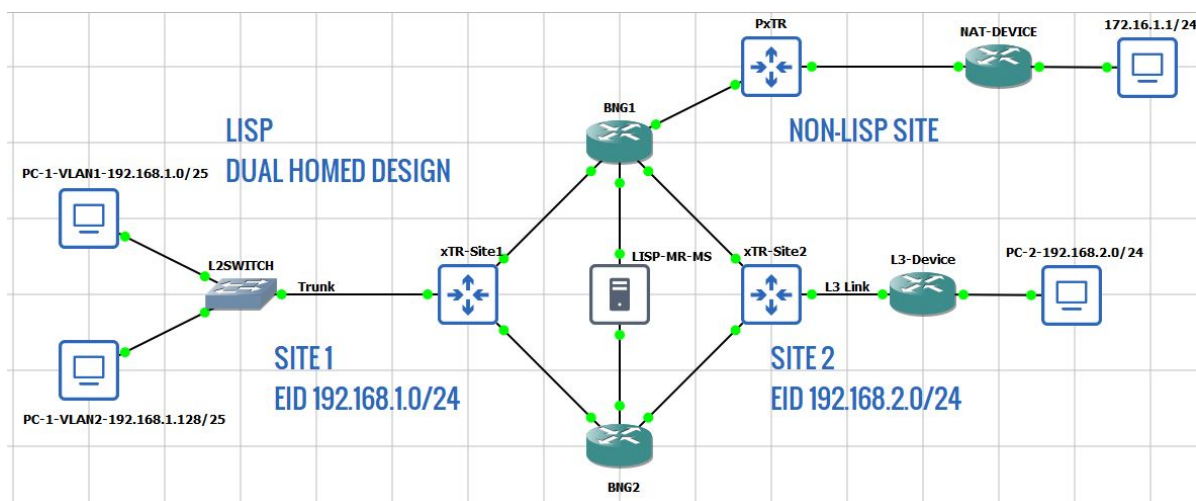 PxTR
NAT-DEVICE
172.16.1.1/24
BNG1
LISP
DUAL HOMED DESIGN
NON-LISP SITE
PC-1-VLAN1-192.168.1.0/25
L2SWITCH
Trunk
xTR-Site1
LISP-MR-MS
xTR-Site2
L3 Link
L3-Device
PC-2-192.168.2.0/24
SITE 1
EID 192.168.1.0/24
SITE 2
EID 192.168.2.0/24
PC-1-VLAN2-192.168.1.128/25
BNG2